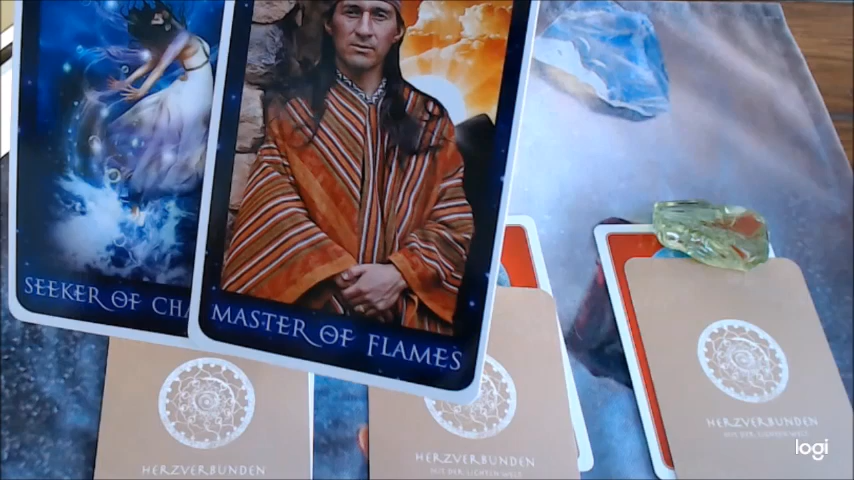 SEEKER OF CHA
MASTER OF FLAMES
HERZVERBUNDEN
HERZVERBUNDEN
MIT DER LICHTEN WELT
HERZVERBUNDEN
MIT DER LICHTEN WELT
logi